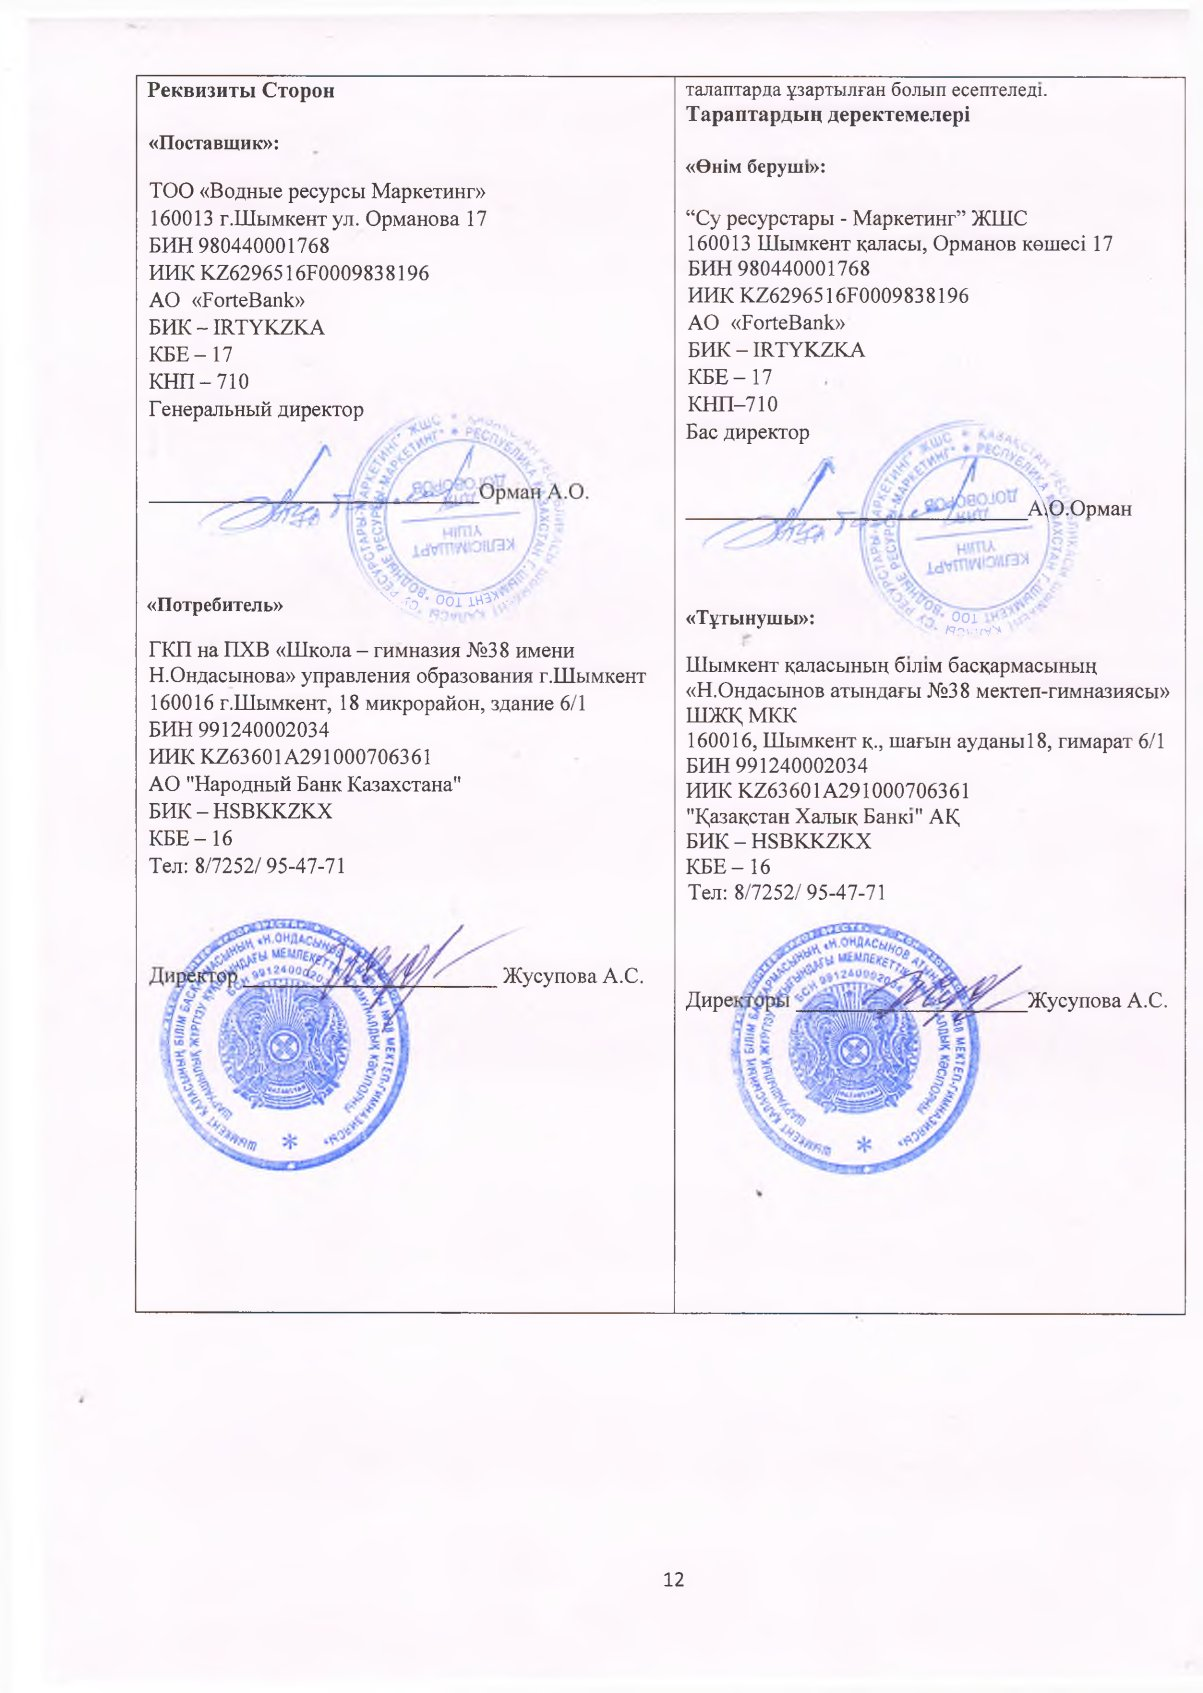 Реквизиты Сторон
«Поставщик»:
ТОО «Водные ресурсы Маркетинг»
160013 г.Шымкент ул. Орманова 17
БИН 980440001768
ИИК KZ6296516F0009838196
АО «ForteBank»
БИК – IRTYKZKA
КБЕ – 17
КНП – 710
Генеральный директор
Орман А.О.
«Потребитель»
ГКП на ПХВ «Школа – гимназия №38 имени
Н.Ондасынова» управления образования г.Шымкент
160016 г.Шымкент, 18 микрорайон, здание 6/1
БИН 991240002034
ИИК KZ63601A291000706361
АО "Народный Банк Казахстана"
БИК – HSBKKZKX
КБЕ – 16
Тел: 8/7252/ 95-47-71
Директор Жусупова А.С.
талаптарда ұзартылған болып есептеледі.
Тараптардың деректемелері
«Өнім беруші»:
“Су ресурстары - Маркетинг” ЖШС
160013 Шымкент қаласы, Орманов көшесі 17
БИН 980440001768
ИИК KZ6296516F0009838196
АО «ForteBank»
БИК – IRTYKZKA
КБЕ – 17
КНП–710
Бас директор
А.О.Орман
«Тұтынушы»:
Шымкент қаласының білім басқармасының
«Н.Ондасынов атындағы №38 мектеп-гимназиясы»
ШЖҚ МКК
160016, Шымкент қ., шағын ауданы18, гимарат 6/1
БИН 991240002034
ИИК KZ63601A291000706361
"Қазақстан Халық Банкі" АҚ
БИК – HSBKKZKX
КБЕ – 16
Тел: 8/7252/ 95-47-71
Директоры Жусупова А.С.
КЕЛІСІМШАРТ
ҮШІН
ДЛЯ
ДОГОВОРОВ
12